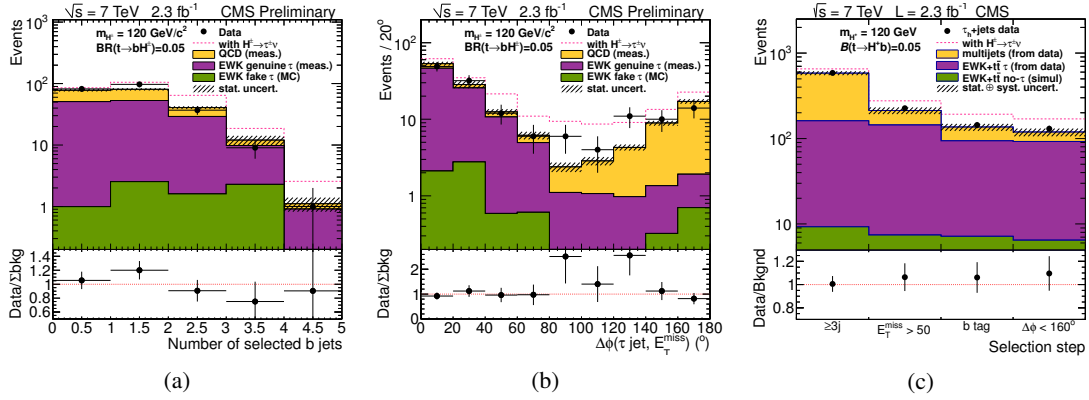 √s = 7 TeV 2.3 fb⁻¹ CMS Preliminary
Events
10³
10²
10
1
m_H⁺ = 120 GeV/c²
BR(t→bH±)=0.05
Data
with H±→τ±ν
QCD (meas.)
EWK genuine τ (meas.)
EWK fake τ (MC)
stat. uncert.
Data/Σbkg
1.4
1.2
1
0.8
0.6
0 0.5 1 1.5 2 2.5 3 3.5 4 4.5 5
Number of selected b jets
(a)
√s = 7 TeV 2.3 fb⁻¹ CMS Preliminary
Events / 20°
10²
10
1
m_H⁺ = 120 GeV/c²
BR(t→bH±)=0.05
Data
with H±→τ±ν
QCD (meas.)
EWK genuine τ (meas.)
EWK fake τ (MC)
stat. uncert.
Data/Σbkg
2
1
0
0 20 40 60 80 100 120 140 160 180
Δϕ(τ jet, E_T^miss) (°)
(b)
√s = 7 TeV L = 2.3 fb⁻¹ CMS
Events
10³
10²
10
m_H⁺ = 120 GeV
B(t→H⁺b)=0.05
τ_h+jets data
with H±→τ±ν
multijets (from data)
EWK+tt̄ τ (from data)
EWK+tt̄ no-τ (simul)
stat. ⊕ syst. uncert.
Data/Bkgnd
1.2
1
0.8
≥3j E_T^miss > 50 b tag Δϕ < 160°
Selection step
(c)